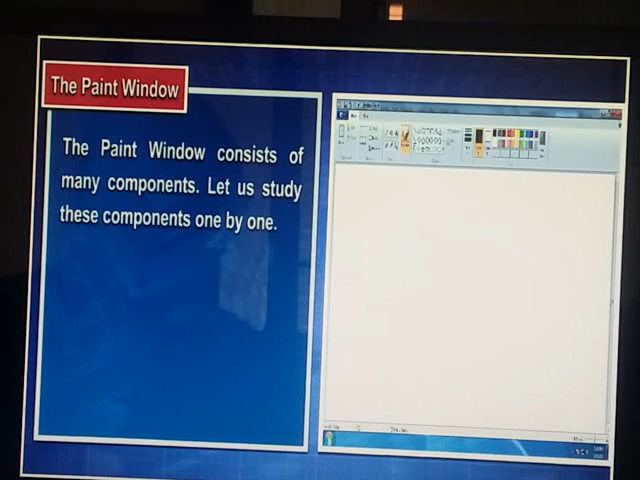 The Paint Window
The Paint Window consists of
many components. Let us study
these components one by one.